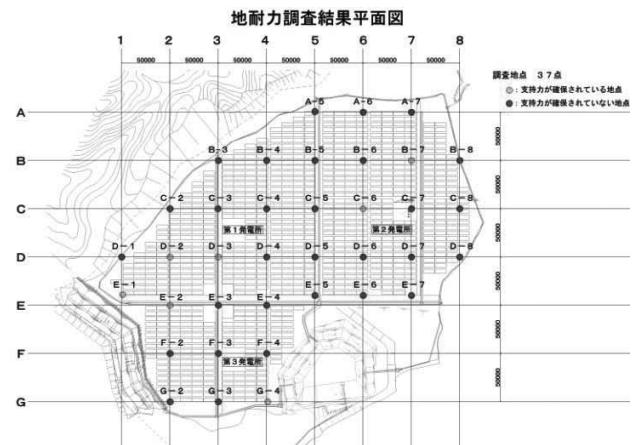 地耐力調査結果平面図
1 2 3 4 5 6 7 8
50000 50000 50000 50000 50000 50000 50000
調査地点 37点
：支持力が確保されている地点
：支持力が確保されていない地点
A
A-5 A-6 A-7
50000
B
B-3 B-4 B-5 B-6 B-7 B-8
50000
C
C-2 C-3 C-4 C-5 C-6 C-7 C-8
第1発電所 第2発電所
50000
D
D-1 D-2 D-3 D-4 D-5 D-6 D-7 D-8
50000
E
E-1 E-2 E-3 E-4 E-5 E-6 E-7
50000
F
F-2 F-3 F-4
第3発電所
50000
G
G-2 G-3 G-4